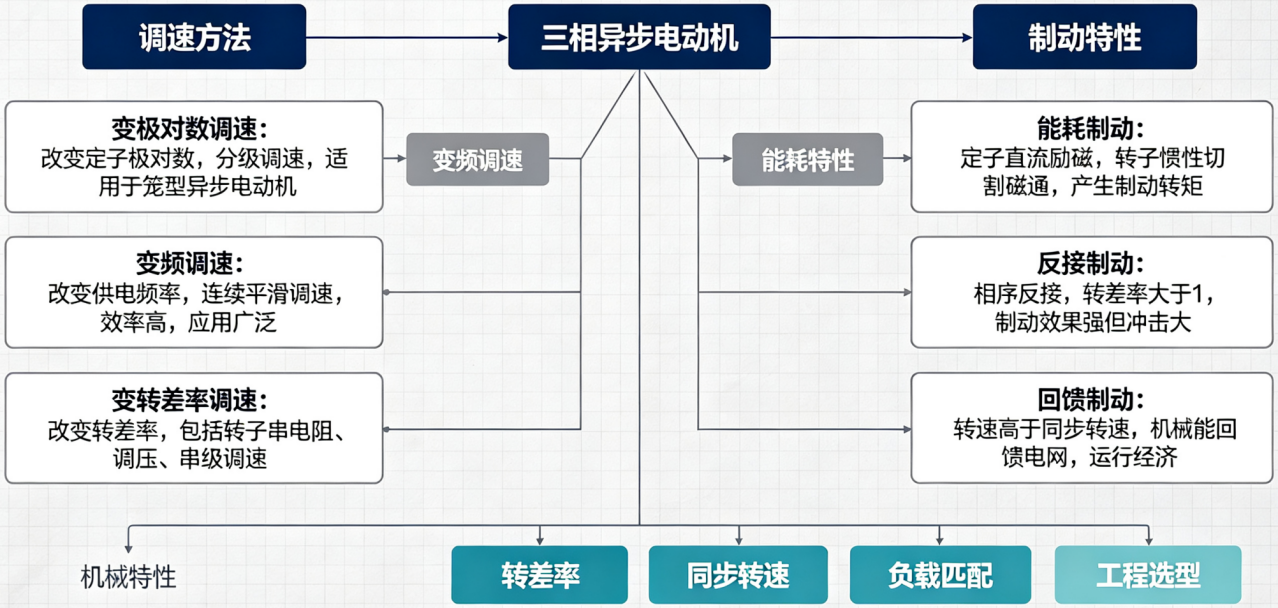 调速方法
三相异步电动机
制动特性
变极对数调速：
改变定子极对数，分级调速，适
用于笼型异步电动机
变频调速
能耗特性
能耗制动：
定子直流励磁，转子惯性切
割磁通，产生制动转矩
变频调速：
改变供电频率，连续平滑调速，
效率高，应用广泛
反接制动：
相序反接，转差率大于1，
制动效果强但冲击大
变转差率调速：
改变转差率，包括转子串电阻、
调压、串级调速
回馈制动：
转速高于同步转速，机械能回
馈电网，运行经济
机械特性
转差率
同步转速
负载匹配
工程选型